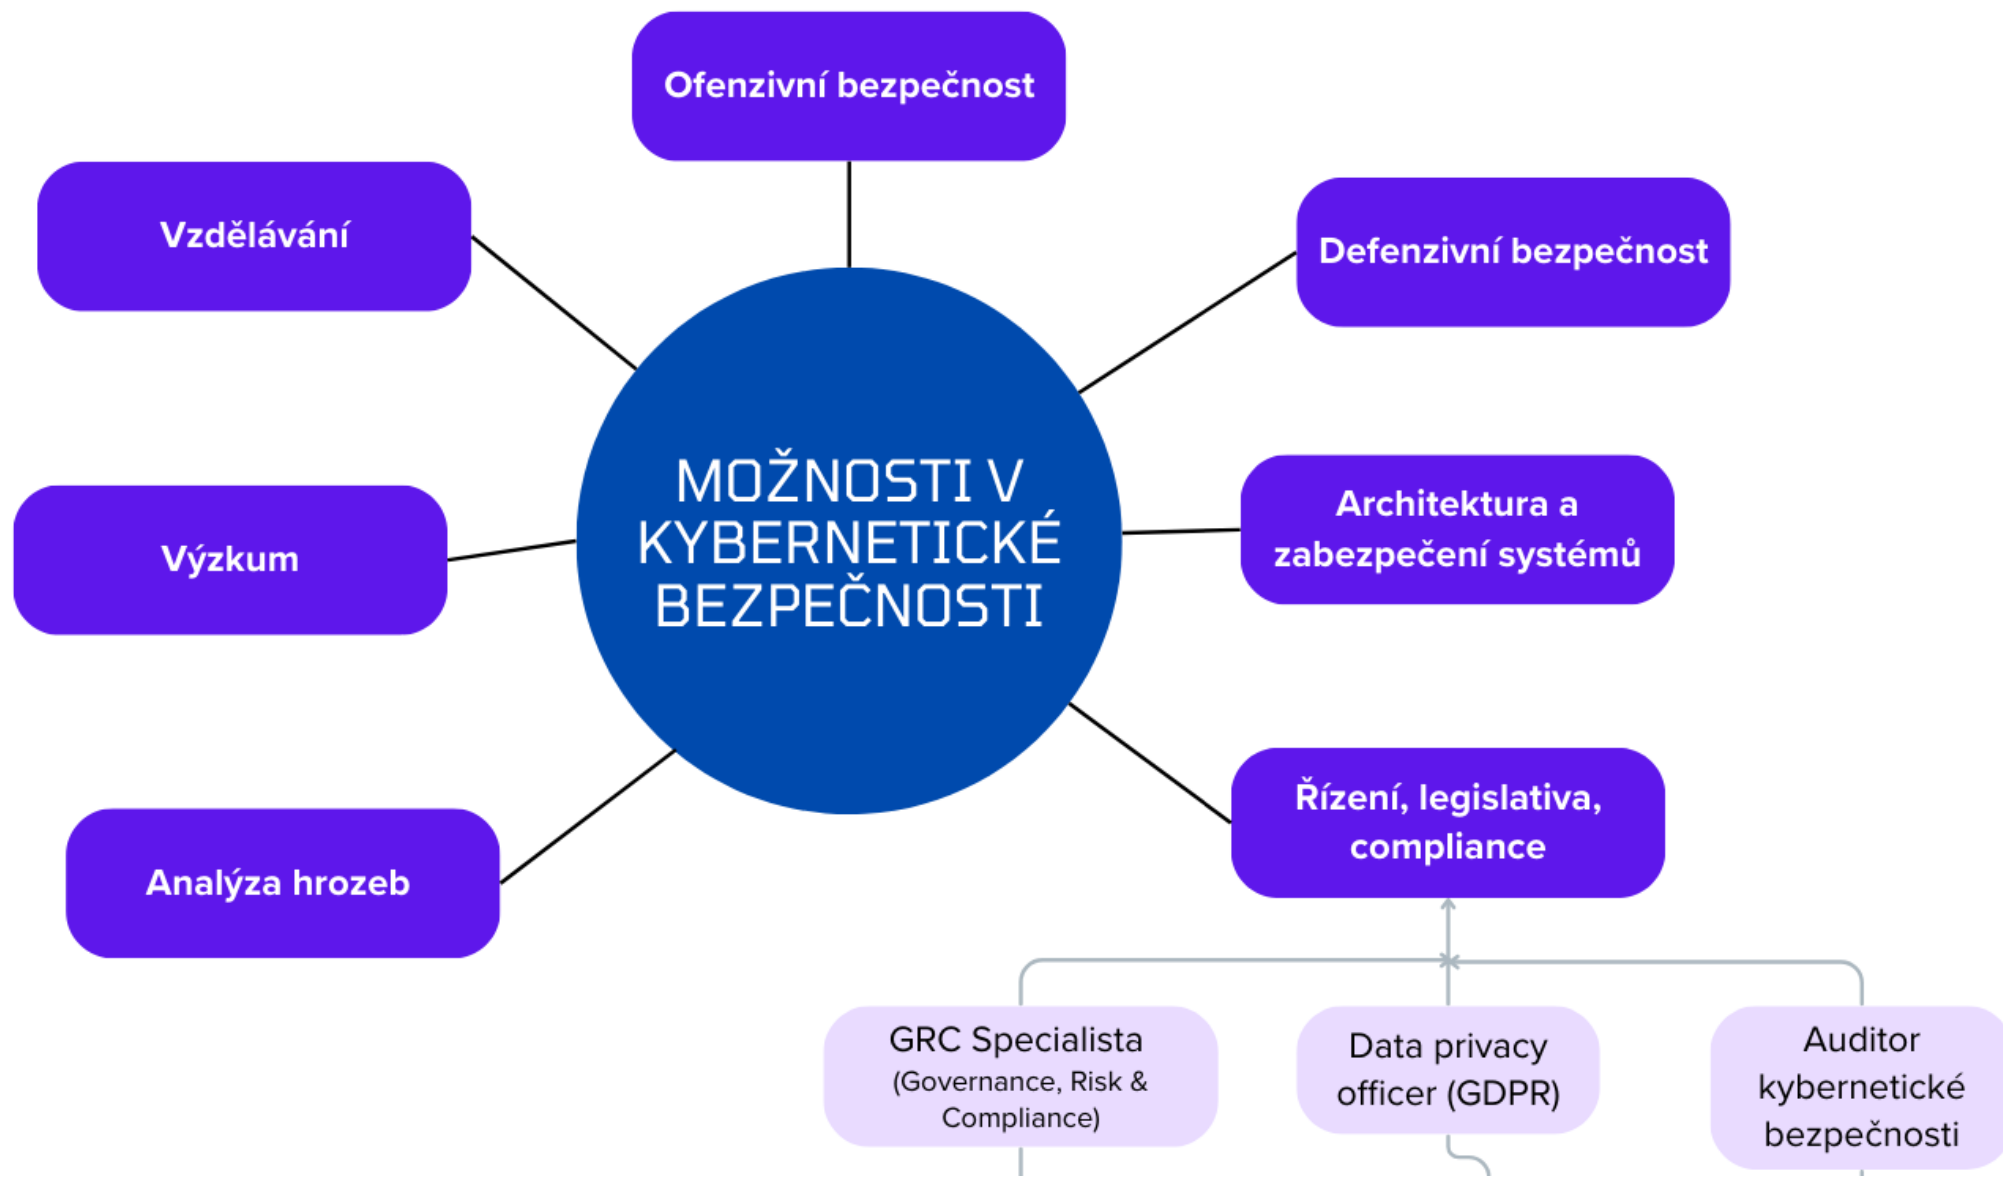 Ofenzivní bezpečnost
Vzdělávání
Defenzivní bezpečnost
MOŽNOSTI V
KYBERNETICKÉ
BEZPEČNOSTI
Architektura a
zabezpečení systémů
Výzkum
Řízení, legislativa,
compliance
Analýza hrozeb
GRC Specialista
(Governance, Risk &
Compliance)
Data privacy
officer (GDPR)
Auditor
kybernetické
bezpečnosti